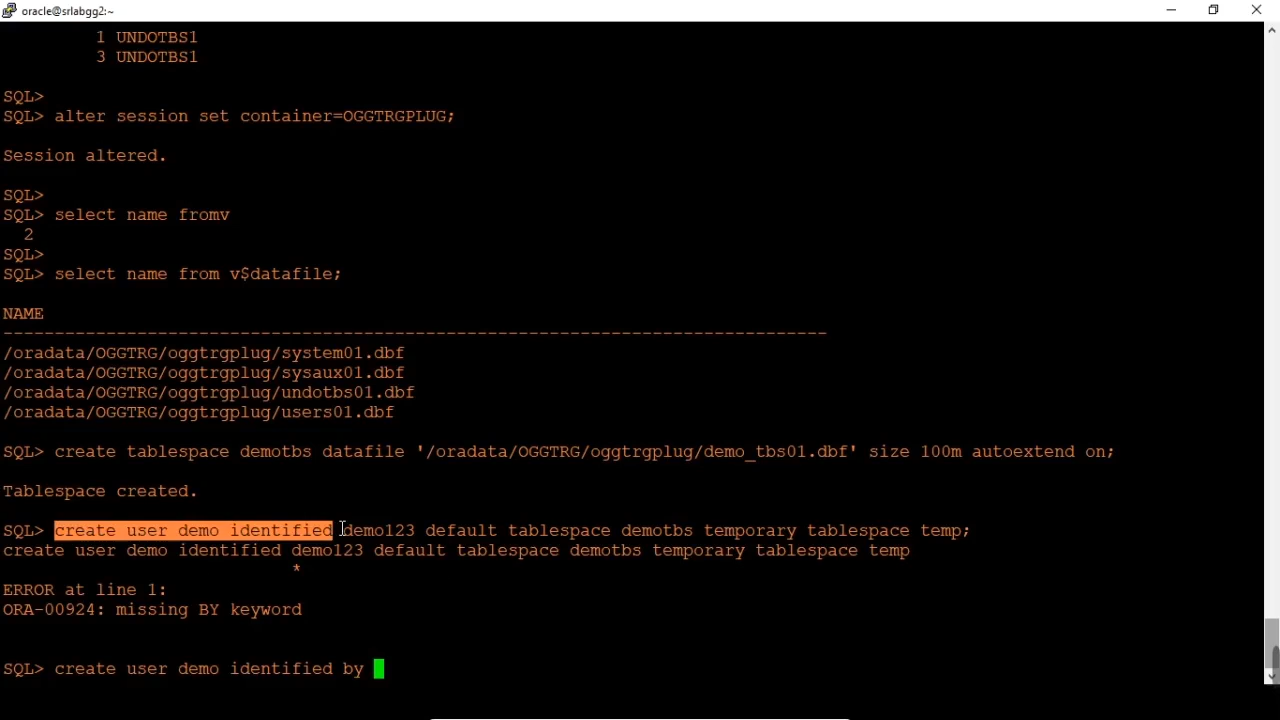 oracle@srlabgg2:~
1 UNDOTBS1
3 UNDOTBS1
SQL>
SQL> alter session set container=OGGTRGPLUG;
Session altered.
SQL>
SQL> select name fromv
2
SQL>
SQL> select name from v$datafile;
NAME
--------------------------------------------------------------------------------
/oradata/OGGTRG/oggtrgplug/system01.dbf
/oradata/OGGTRG/oggtrgplug/sysaux01.dbf
/oradata/OGGTRG/oggtrgplug/undotbs01.dbf
/oradata/OGGTRG/oggtrgplug/users01.dbf
SQL> create tablespace demotbs datafile '/oradata/OGGTRG/oggtrgplug/demo_tbs01.dbf' size 100m autoextend on;
Tablespace created.
SQL> create user demo identified demo123 default tablespace demotbs temporary tablespace temp;
create user demo identified demo123 default tablespace demotbs temporary tablespace temp
*
ERROR at line 1:
ORA-00924: missing BY keyword
SQL> create user demo identified by